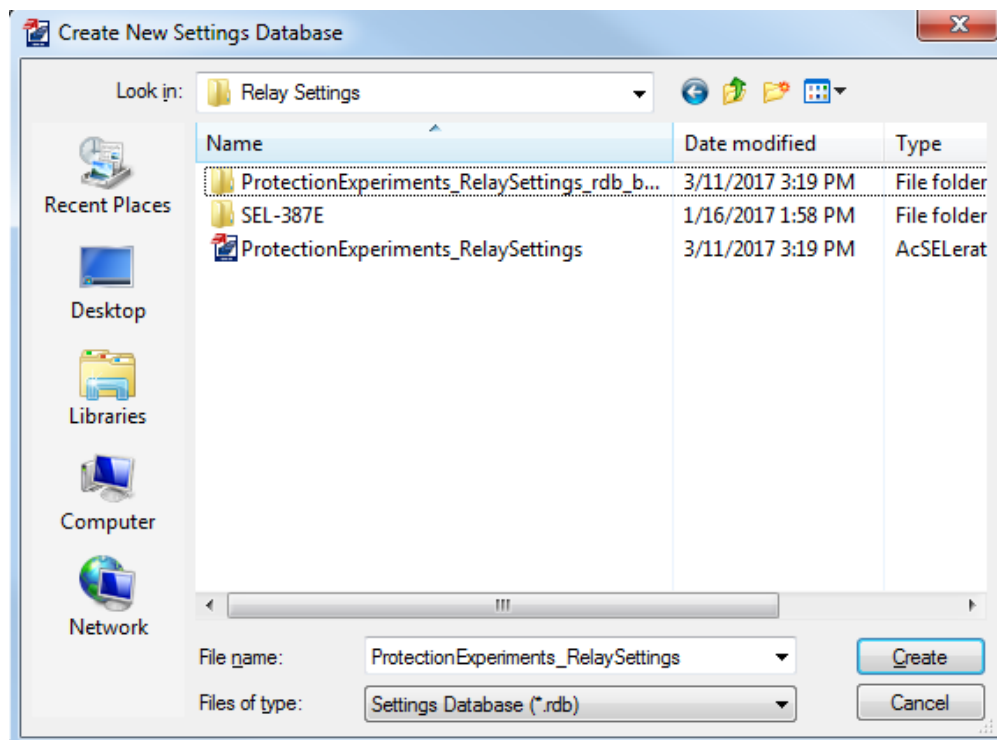 Create New Settings Database
Look in: Relay Settings
Name Date modified Type
ProtectionExperiments_RelaySettings_rdb_b... 3/11/2017 3:19 PM File folder
SEL-387E 1/16/2017 1:58 PM File folder
ProtectionExperiments_RelaySettings 3/11/2017 3:19 PM AcSELerat
Recent Places
Desktop
Libraries
Computer
Network
File name: ProtectionExperiments_RelaySettings Create
Files of type: Settings Database (*.rdb) Cancel